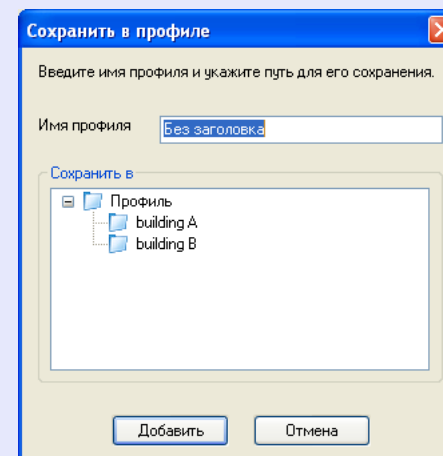 Сохранить в профиле
Введите имя профиля и укажите путь для его сохранения.
Имя профиля Без заголовка
Сохранить в
Профиль
building A
building B
Добавить Отмена